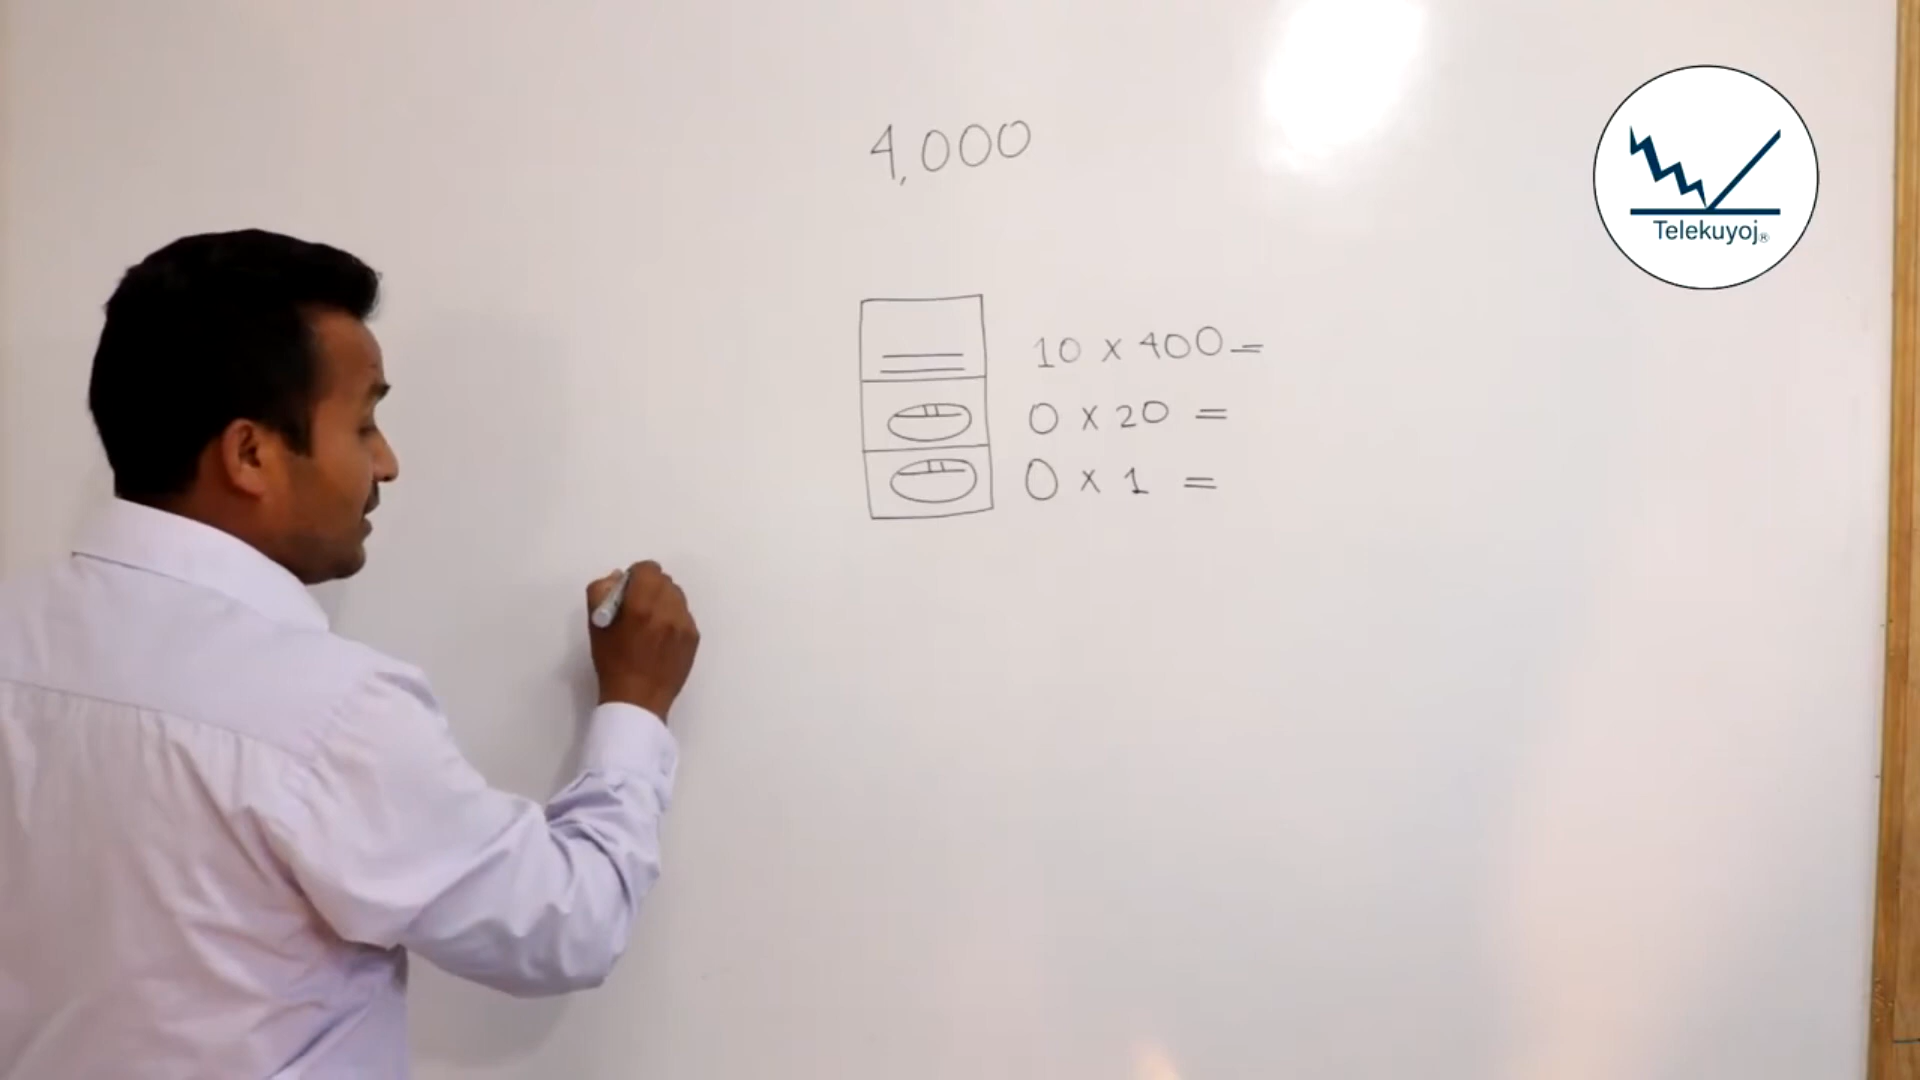 4,000
Telekuyoj®
10 x 400 =
0 x 20 =
0 x 1 =